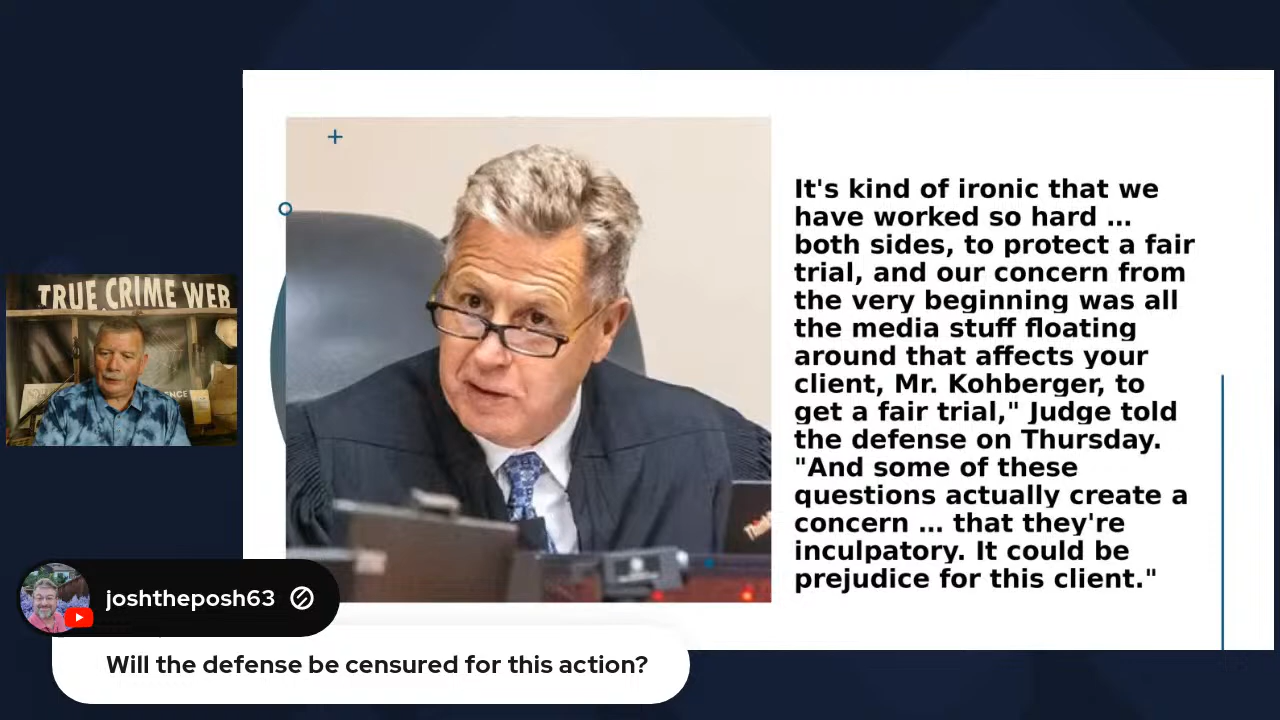 TRUE CRIME WEB
It's kind of ironic that we
have worked so hard ...
both sides, to protect a fair
trial, and our concern from
the very beginning was all
the media stuff floating
around that affects your
client, Mr. Kohberger, to
get a fair trial," Judge told
the defense on Thursday.
"And some of these
questions actually create a
concern ... that they're
inculpatory. It could be
prejudice for this client."
joshtheposh63
Will the defense be censured for this action?